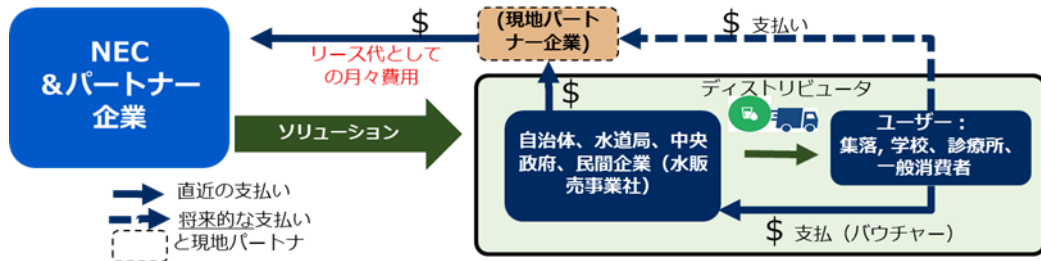 NEC
&パートナー
企業
$
リース代として
の月々費用
(現地パート
ナー企業)
$ 支払い
ディストリビュータ
$
ソリューション
自治体、水道局、中央
政府、民間企業（水販
売事業社）
ユーザー：
集落, 学校、診療所、
一般消費者
$ 支払（バウチャー）
直近の支払い
将来的な支払い
と現地パートナ